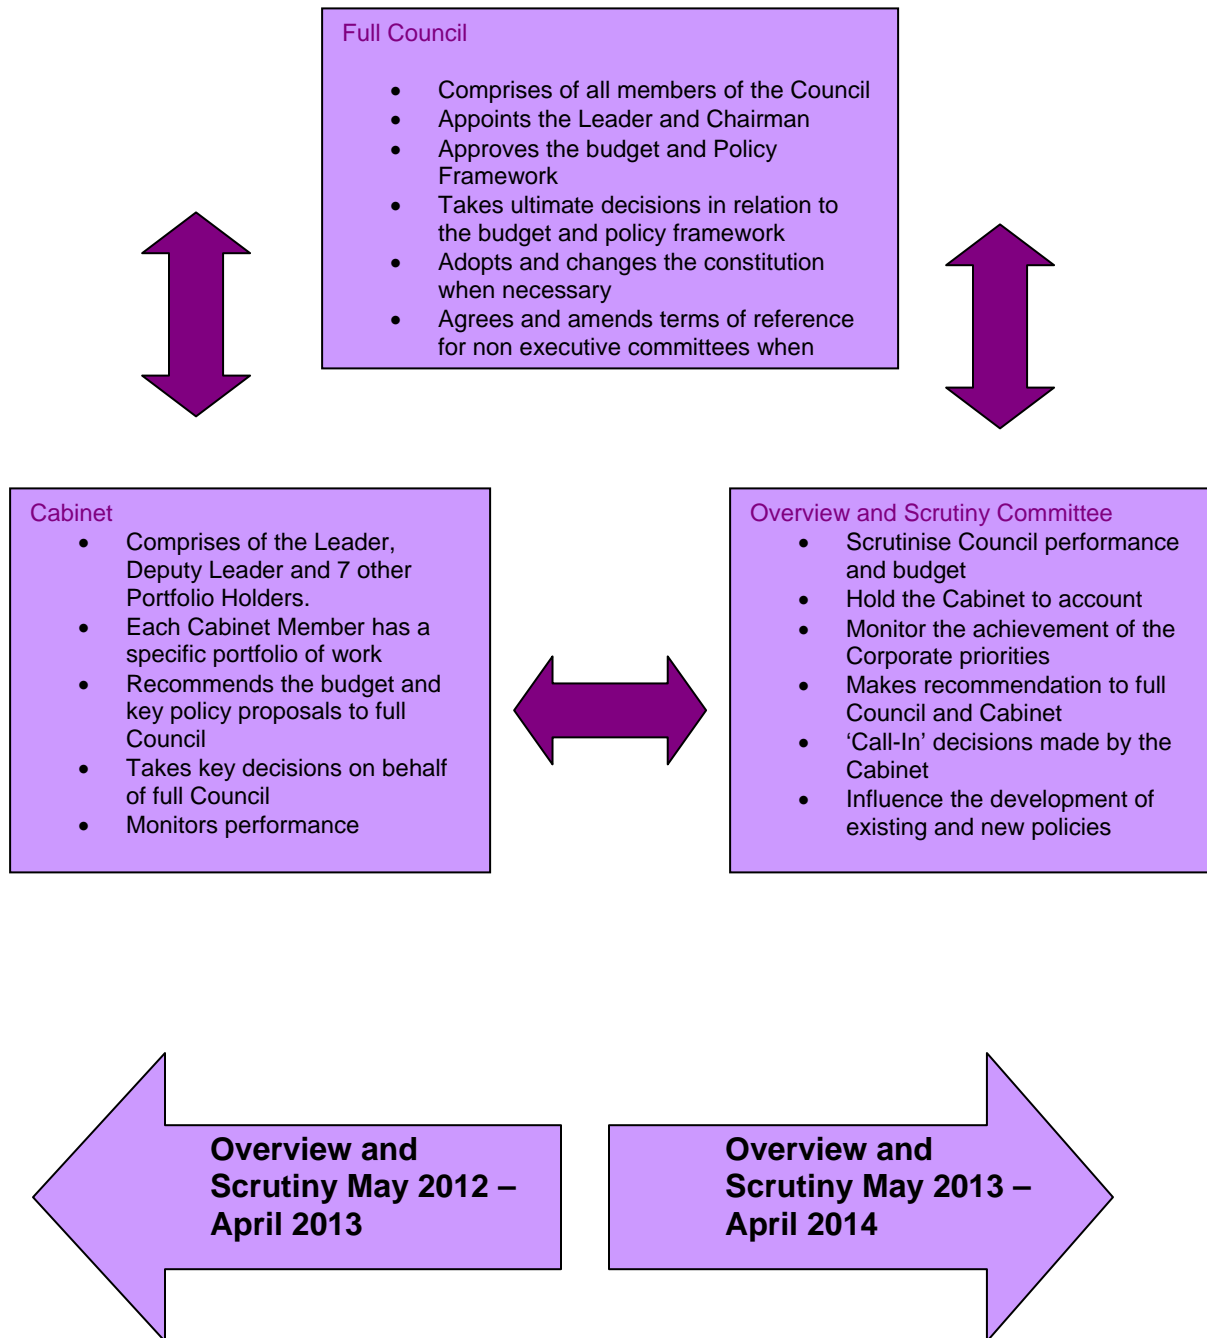 Full Council
• Comprises of all members of the Council
• Appoints the Leader and Chairman
• Approves the budget and Policy
Framework
• Takes ultimate decisions in relation to
the budget and policy framework
• Adopts and changes the constitution
when necessary
• Agrees and amends terms of reference
for non executive committees when
Cabinet
• Comprises of the Leader,
Deputy Leader and 7 other
Portfolio Holders.
• Each Cabinet Member has a
specific portfolio of work
• Recommends the budget and
key policy proposals to full
Council
• Takes key decisions on behalf
of full Council
• Monitors performance
Overview and Scrutiny Committee
• Scrutinise Council performance
and budget
• Hold the Cabinet to account
• Monitor the achievement of the
Corporate priorities
• Makes recommendation to full
Council and Cabinet
• ‘Call-In’ decisions made by the
Cabinet
• Influence the development of
existing and new policies
Overview and
Scrutiny May 2012 –
April 2013
Overview and
Scrutiny May 2013 –
April 2014